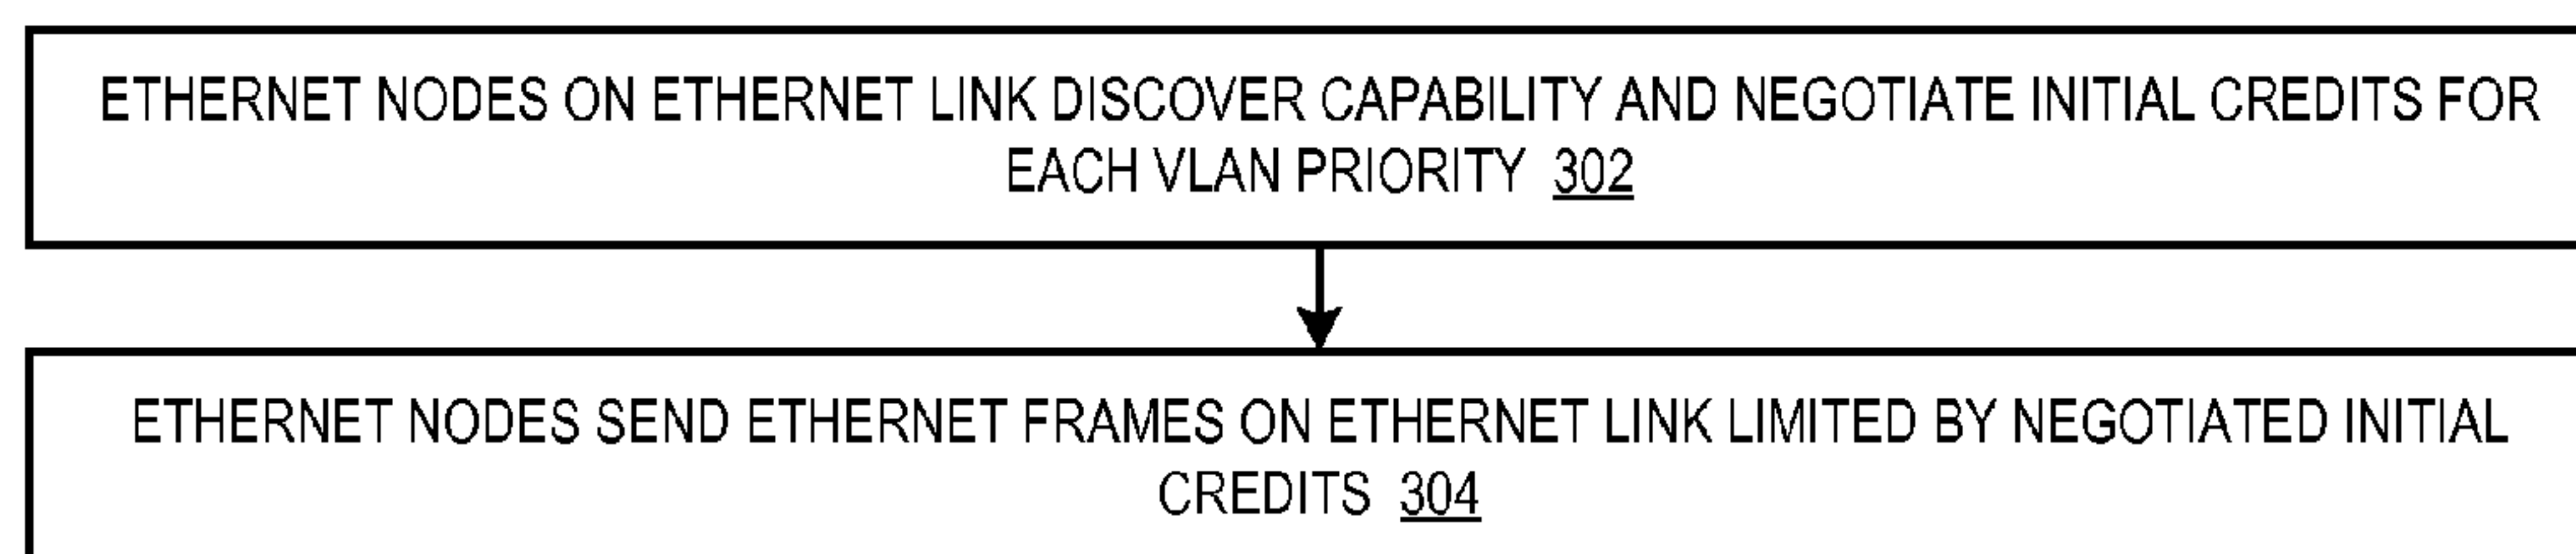 ETHERNET NODES ON ETHERNET LINK DISCOVER CAPABILITY AND NEGOTIATE INITIAL CREDITS FOR
EACH VLAN PRIORITY 302
ETHERNET NODES SEND ETHERNET FRAMES ON ETHERNET LINK LIMITED BY NEGOTIATED INITIAL
CREDITS 304